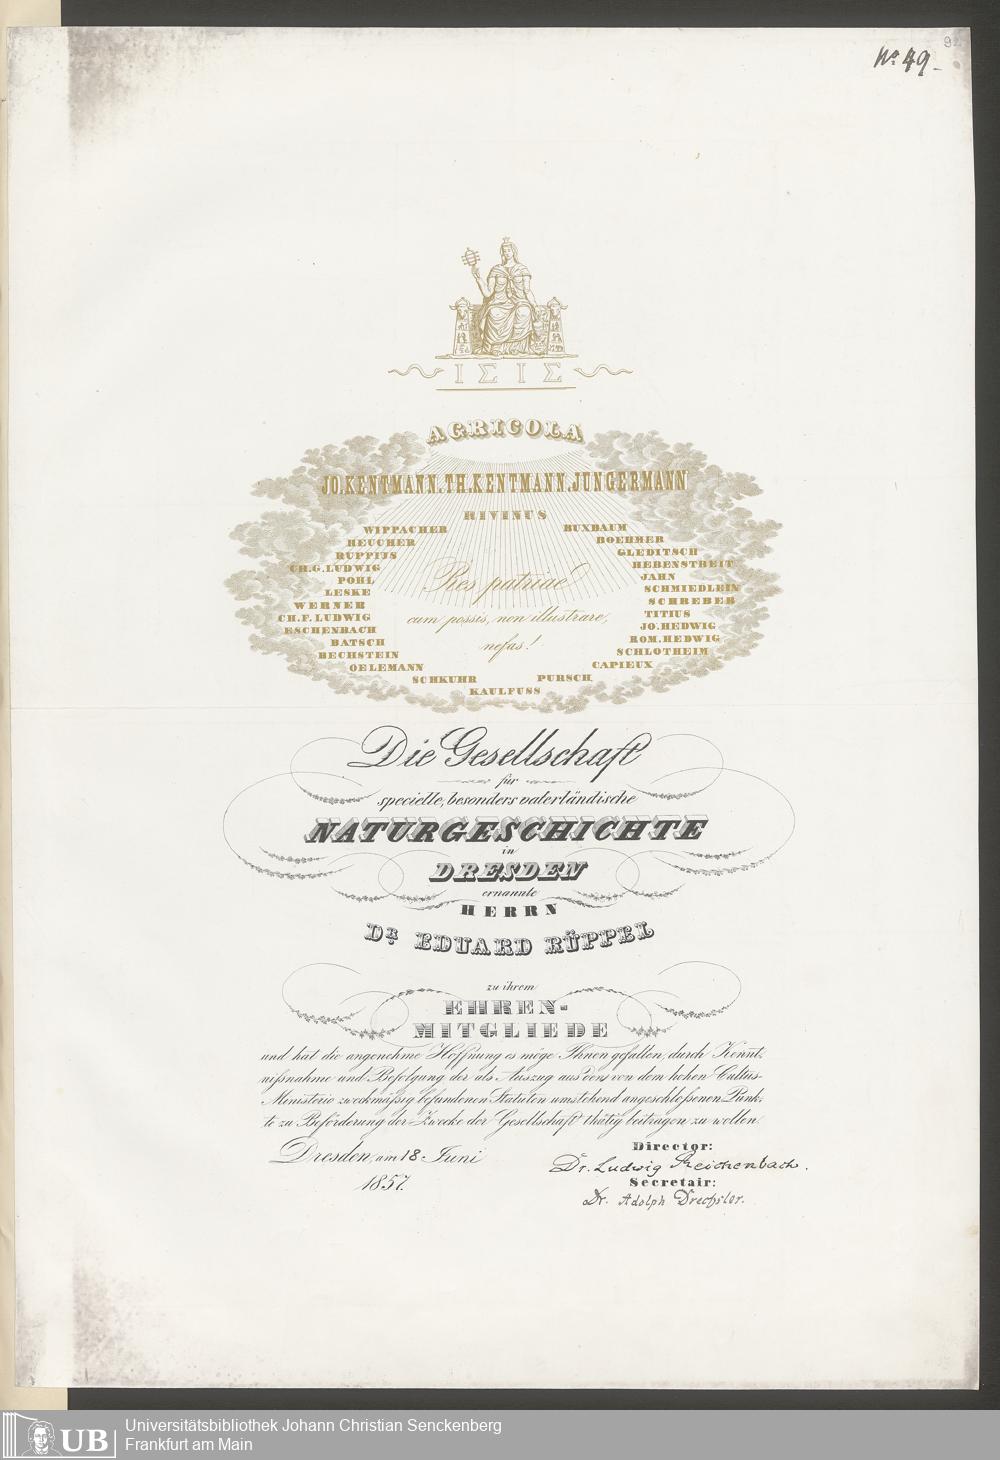 No. 49.
92
ΙΣΙΣ
AGRICOLA
JO.KENTMANN.TH.KENTMANN.JUNGERMANN
RIVINUS
WIPPACHER
HEUCHER
RUPPIJS
CH.G.LUDWIG
POHL
LESKE
WERNER
CH.F.LUDWIG
ESCHENBACH
BATSCH
BECHSTEIN
OELEMANN
SCHKUHR
KAULFUSS
BUXBAUM
BOEHMER
GLEDITSCH
HEBENSTREIT
JAHN
SCHMIEDLEIN
SCHREBER
TITIUS
JO.HEDWIG
ROM.HEDWIG
SCHLOTHEIM
CAPIEUX
PURSCH
Res patriae
cum possis, non illustrare,
nefas!
Die Gesellschaft
für
specielle, besonders vaterländische
NATURGESCHICHTE
in
DRESDEN
ernannte
HERRN
DR. EDUARD RÜPPEL
zu ihrem
EHREN-
MITGLIEDE
und hat die angenehme Hoffnung es möge Ihnen gefallen, durch Kennt-
nißnahme und Befolgung der als Auszug aus den von dem hohen Cultus-
Ministerio zweckmäßig befundenen Statuten umstehend angeschloßenen Punk-
te zu Beförderung der Zwecke der Gesellschaft thätig beitragen zu wollen.
Dresden, am 18 Juni
1857.
Director:
Dr. Ludwig Reichenbach.
Secretair:
Dr. Adolph Drechsler.
UB
Universitätsbibliothek Johann Christian Senckenberg
Frankfurt am Main